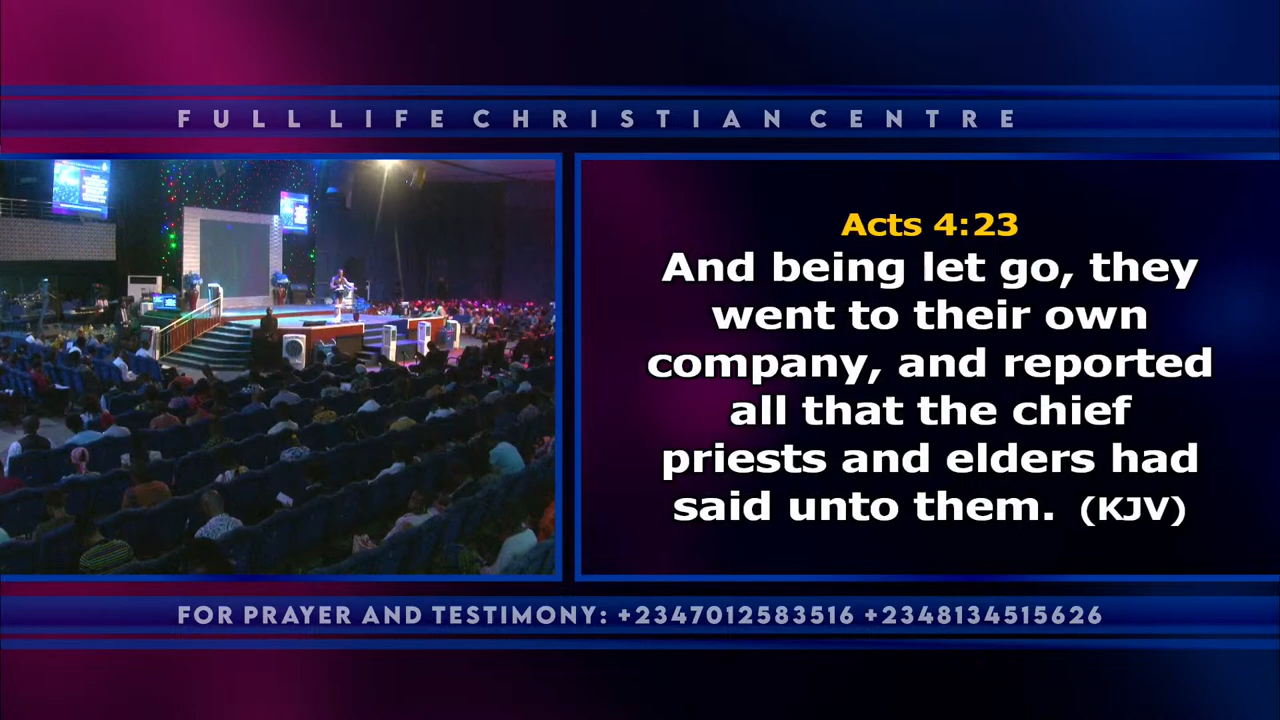 FULL LIFE CHRISTIAN CENTRE
Acts 4:23
And being let go, they
went to their own
company, and reported
all that the chief
priests and elders had
said unto them. (KJV)
FOR PRAYER AND TESTIMONY: +2347012583516 +2348134515626